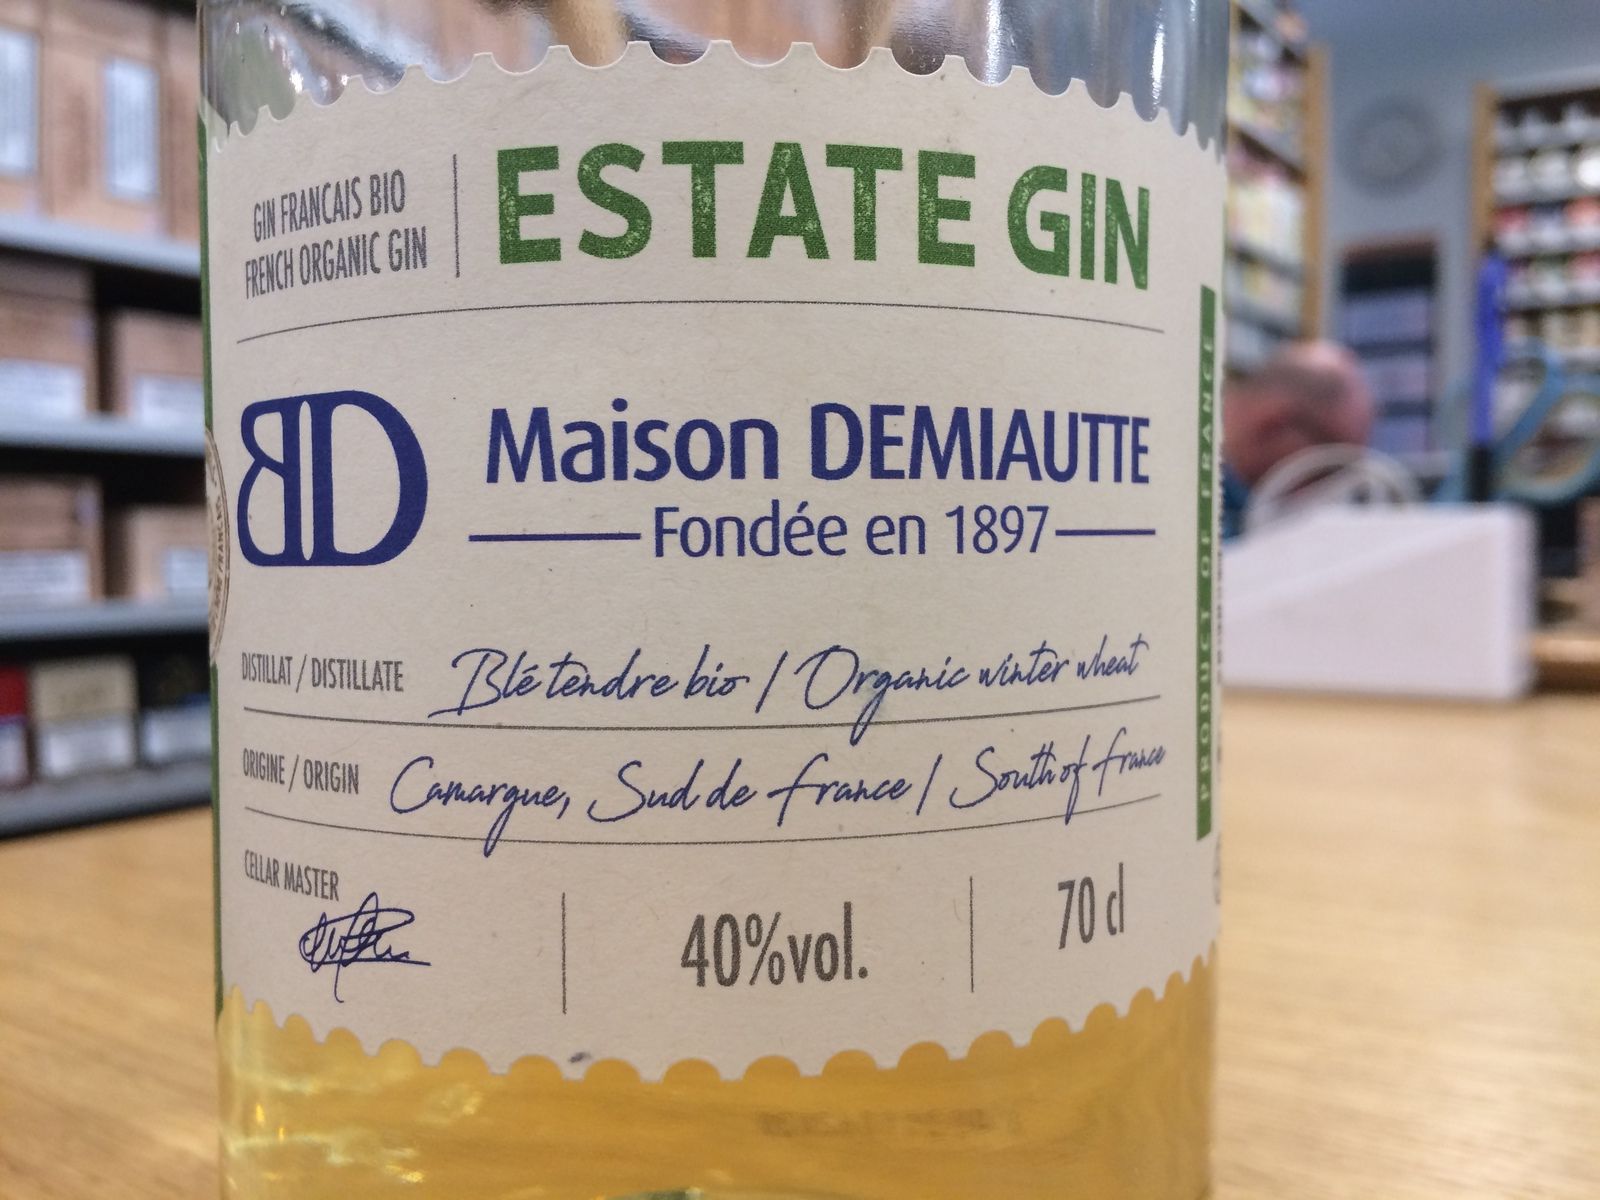 GIN FRANCAIS BIO
FRENCH ORGANIC GIN
ESTATE GIN
BD
Maison DEMIAUTTE
Fondée en 1897
DISTILLAT / DISTILLATE Blé tendre bio / Organic winter wheat
ORIGINE / ORIGIN Camargue, Sud de france / South of france
CELLAR MASTER
40%vol.
70 cl
PRODUCT OF FRANCE